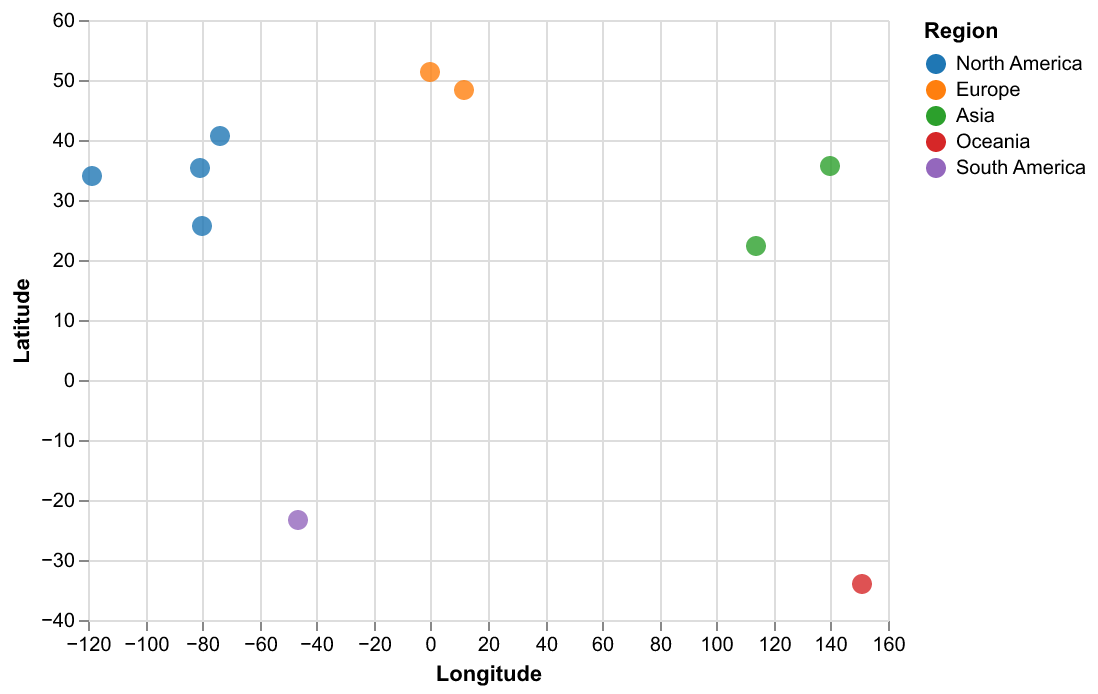 Region
North America
Europe
Asia
Oceania
South America
Latitude
60
50
40
30
20
10
0
−10
−20
−30
−40
−120 −100 −80 −60 −40 −20 0 20 40 60 80 100 120 140 160
Longitude